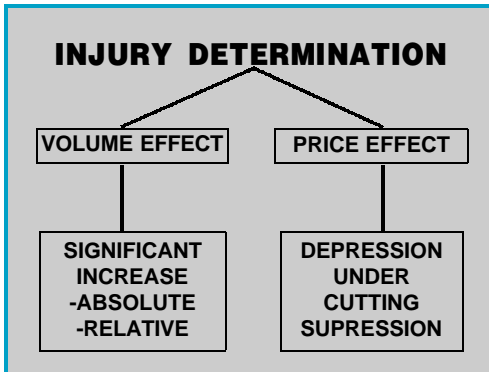 INJURY DETERMINATION
VOLUME EFFECT
PRICE EFFECT
SIGNIFICANT
INCREASE
-ABSOLUTE
-RELATIVE
DEPRESSION
UNDER
CUTTING
SUPRESSION